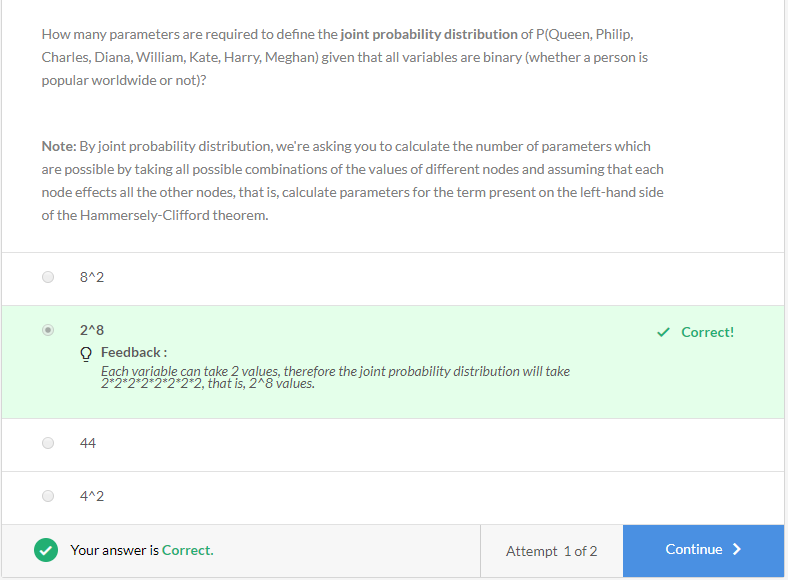 How many parameters are required to define the joint probability distribution of P(Queen, Philip,
Charles, Diana, William, Kate, Harry, Meghan) given that all variables are binary (whether a person is
popular worldwide or not)?
Note: By joint probability distribution, we're asking you to calculate the number of parameters which
are possible by taking all possible combinations of the values of different nodes and assuming that each
node effects all the other nodes, that is, calculate parameters for the term present on the left-hand side
of the Hammersely-Clifford theorem.
8^2
2^8
Correct!
Feedback :
Each variable can take 2 values, therefore the joint probability distribution will take
2*2*2*2*2*2*2*2, that is, 2^8 values.
44
4^2
Your answer is Correct.
Attempt 1 of 2
Continue